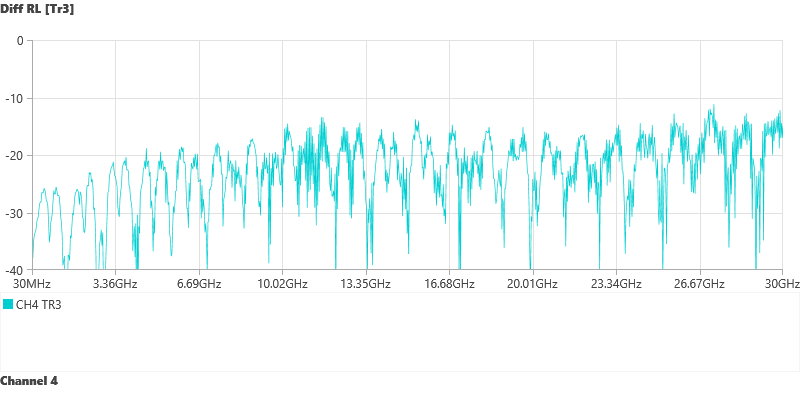 Diff RL [Tr3]
0
-10
-20
-30
-40
30MHz 3.36GHz 6.69GHz 10.02GHz 13.35GHz 16.68GHz 20.01GHz 23.34GHz 26.67GHz 30GHz
CH4 TR3
Channel 4